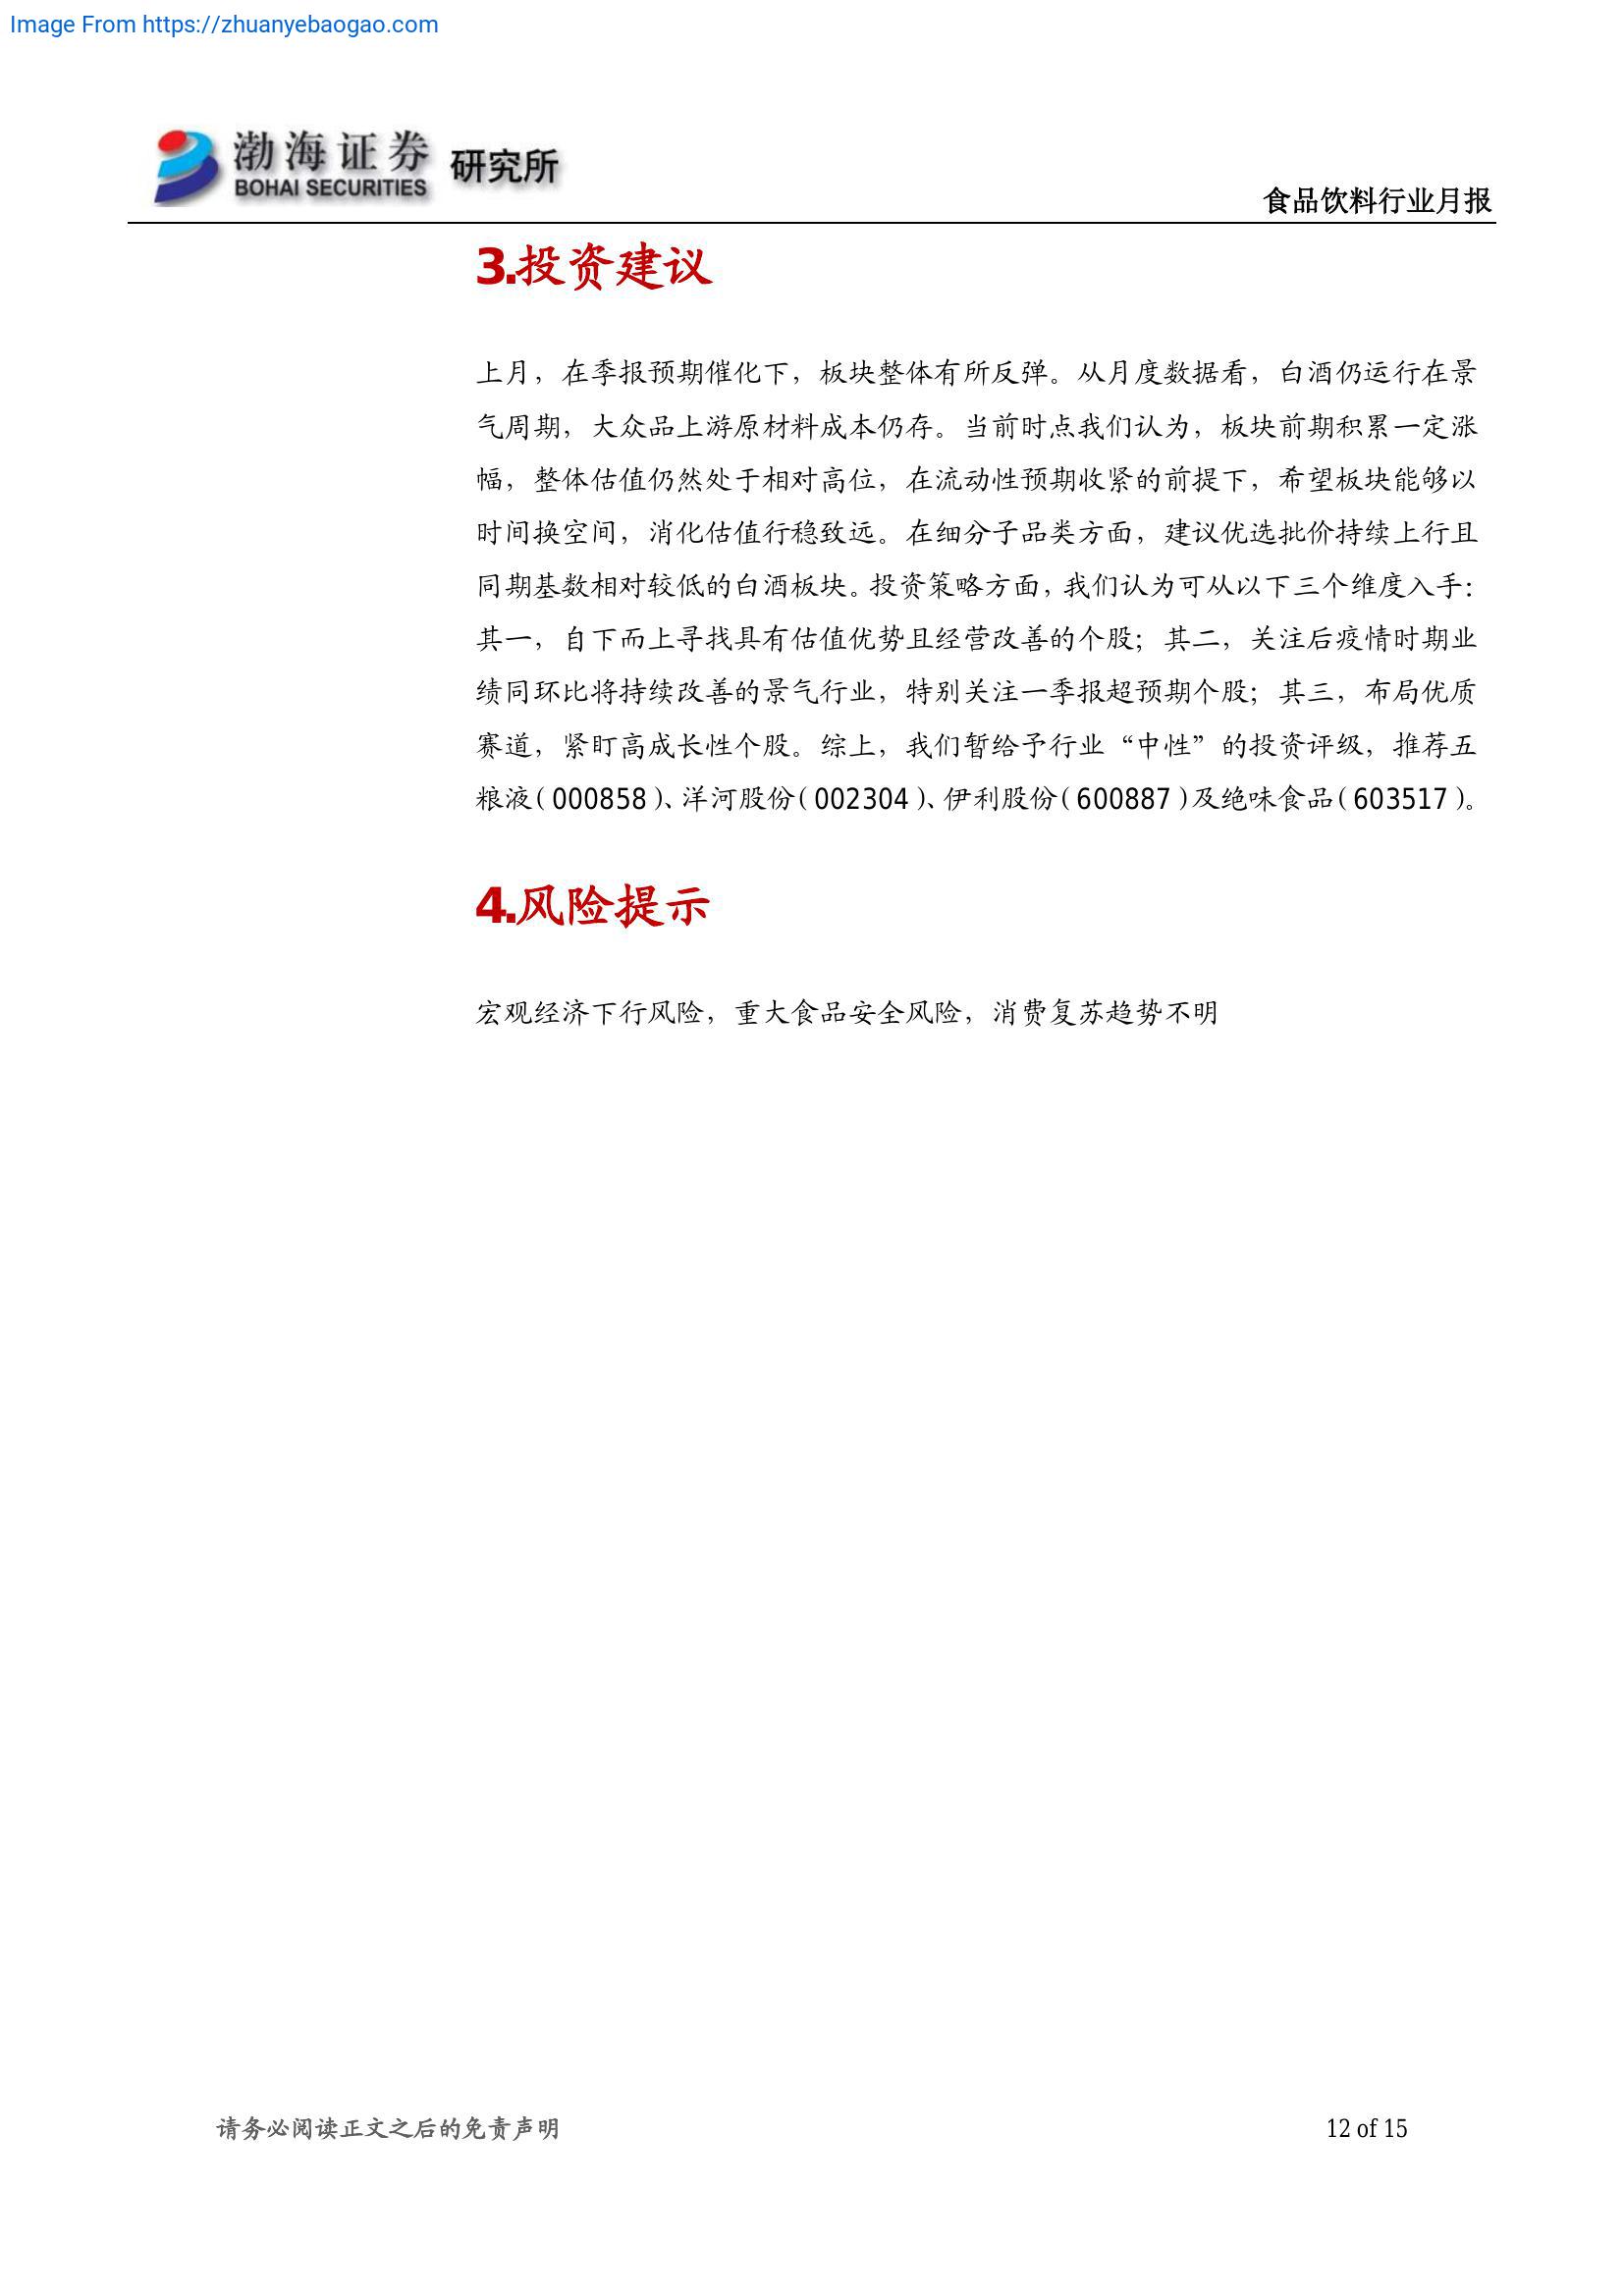 Image From https://zhuanyebaogao.com
渤海证券 研究所
BOHAI SECURITIES
食品饮料行业月报
3.投资建议
上月，在季报预期催化下，板块整体有所反弹。从月度数据看，白酒仍运行在景
气周期，大众品上游原材料成本仍存。当前时点我们认为，板块前期积累一定涨
幅，整体估值仍然处于相对高位，在流动性预期收紧的前提下，希望板块能够以
时间换空间，消化估值行稳致远。在细分子品类方面，建议优选批价持续上行且
同期基数相对较低的白酒板块。投资策略方面，我们认为可从以下三个维度入手：
其一，自下而上寻找具有估值优势且经营改善的个股；其二，关注后疫情时期业
绩同环比将持续改善的景气行业，特别关注一季报超预期个股；其三，布局优质
赛道，紧盯高成长性个股。综上，我们暂给予行业“中性”的投资评级，推荐五
粮液（000858）、洋河股份（002304）、伊利股份（600887）及绝味食品（603517）。
4.风险提示
宏观经济下行风险，重大食品安全风险，消费复苏趋势不明
请务必阅读正文之后的免责声明
12 of 15